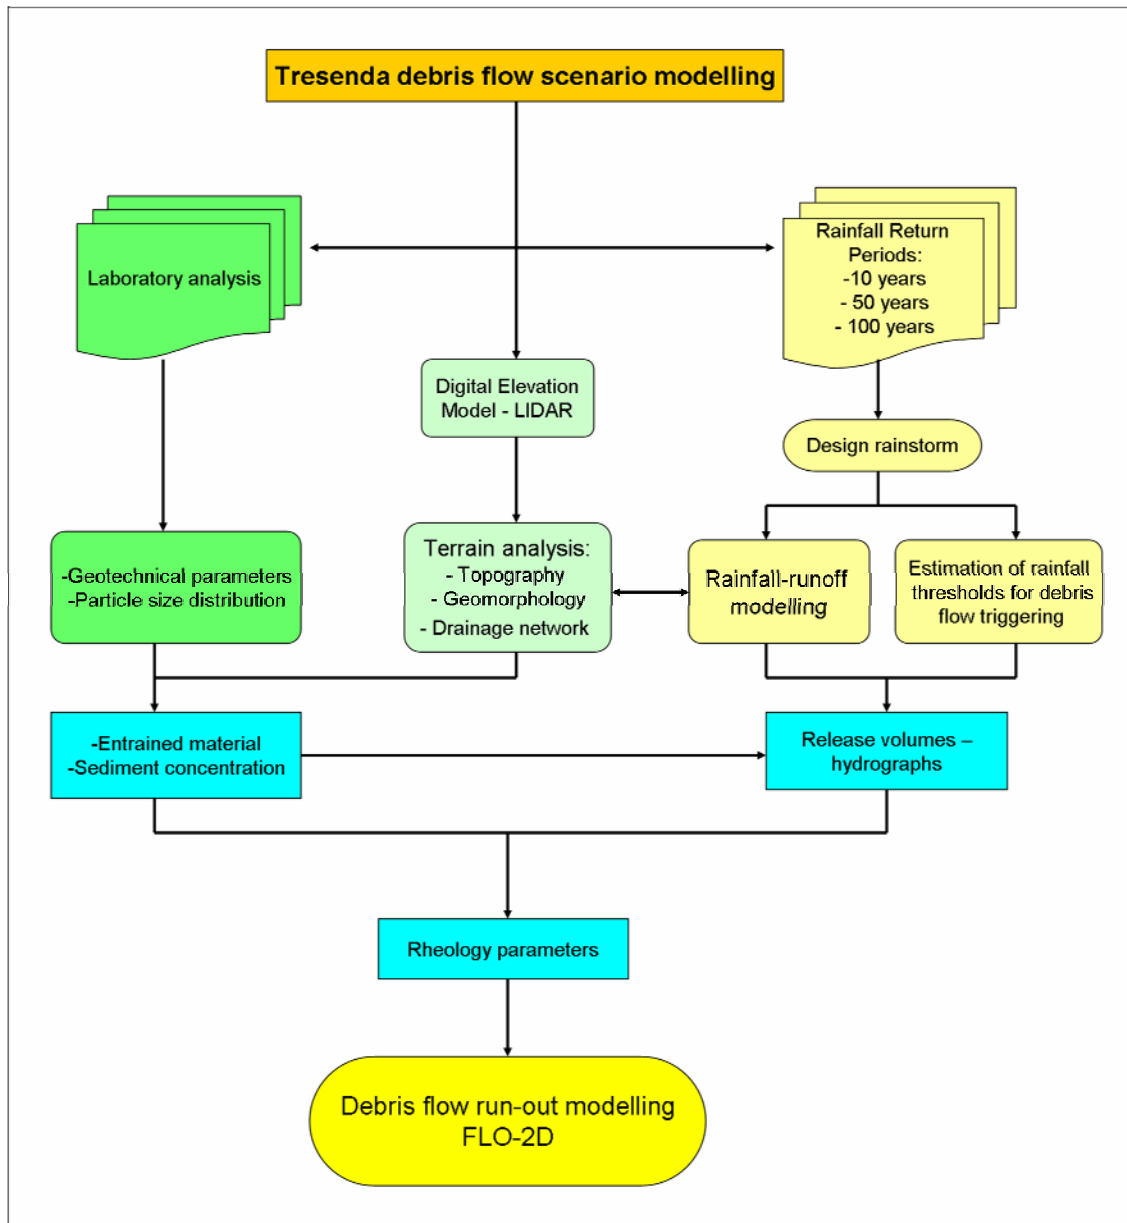 Tresenda debris flow scenario modelling
Laboratory analysis
Rainfall Return
Periods:
-10 years
- 50 years
- 100 years
Digital Elevation
Model - LIDAR
Design rainstorm
-Geotechnical parameters
-Particle size distribution
Terrain analysis:
- Topography
- Geomorphology
- Drainage network
Rainfall-runoff
modelling
Estimation of rainfall
thresholds for debris
flow triggering
-Entrained material
-Sediment concentration
Release volumes –
hydrographs
Rheology parameters
Debris flow run-out modelling
FLO-2D